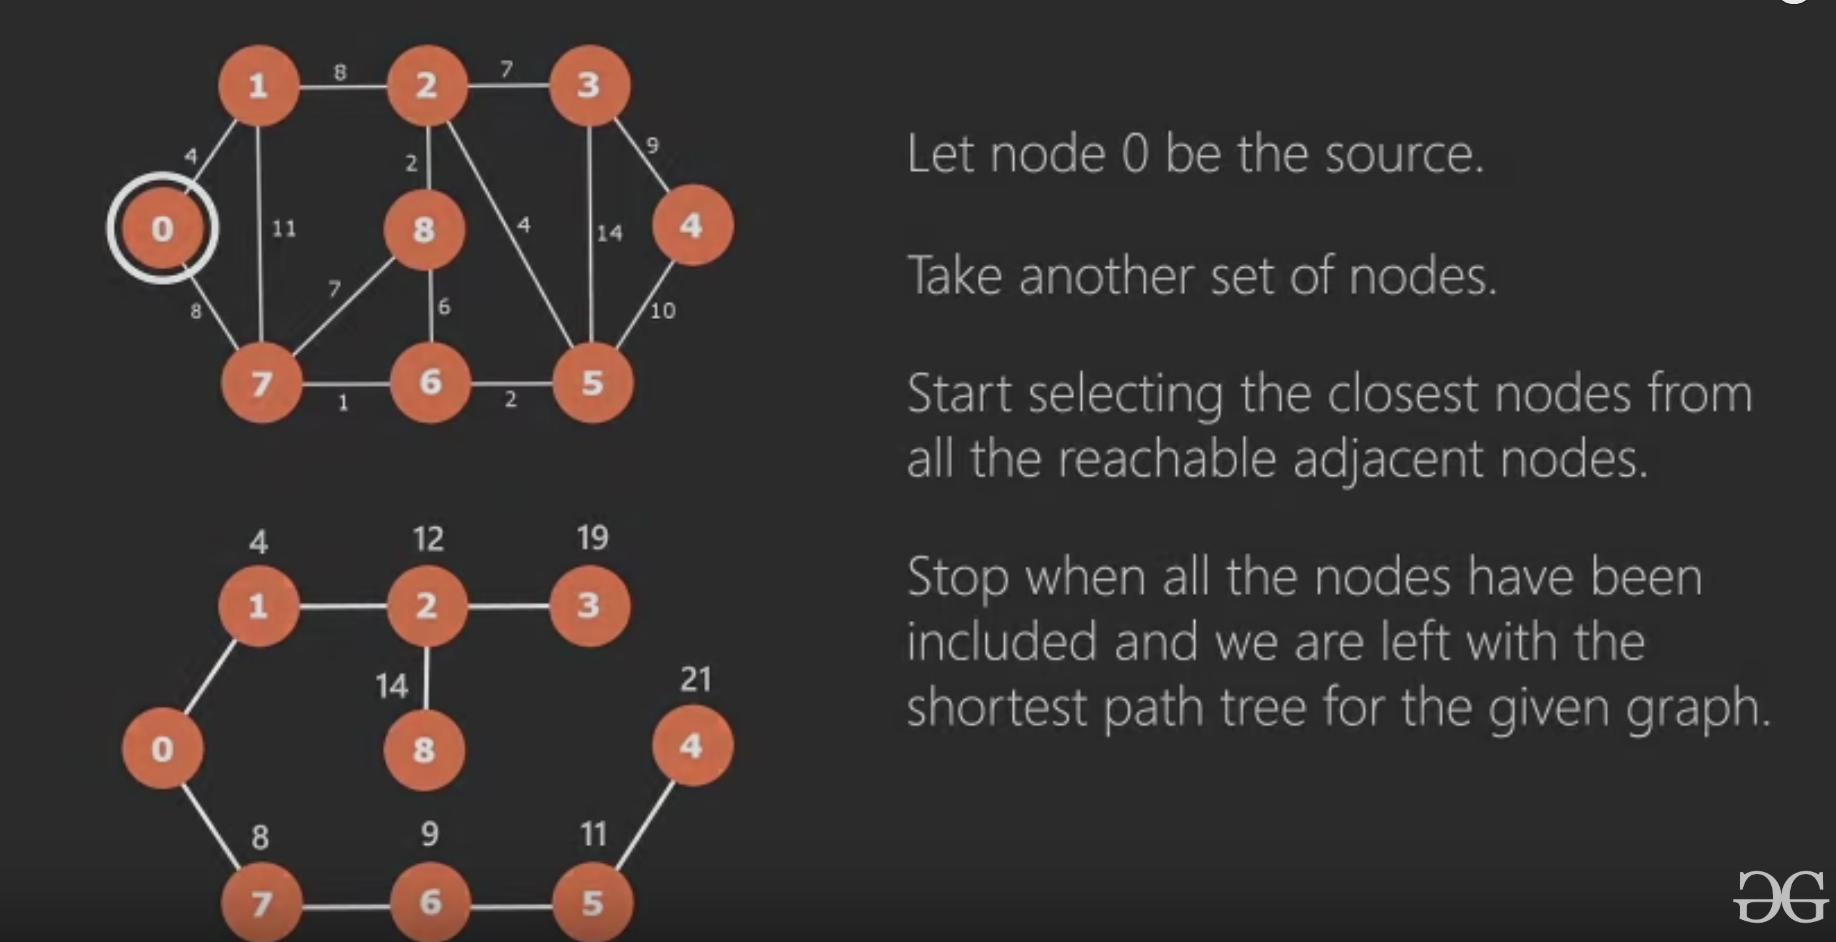 1 8 2 7 3
4 2 9
0 11 8 4 14 4
8 7 6 10
7 1 6 2 5
4 12 19
1 2 3
14 21
0 8 4
8 9 11
7 6 5
Let node 0 be the source.
Take another set of nodes.
Start selecting the closest nodes from
all the reachable adjacent nodes.
Stop when all the nodes have been
included and we are left with the
shortest path tree for the given graph.